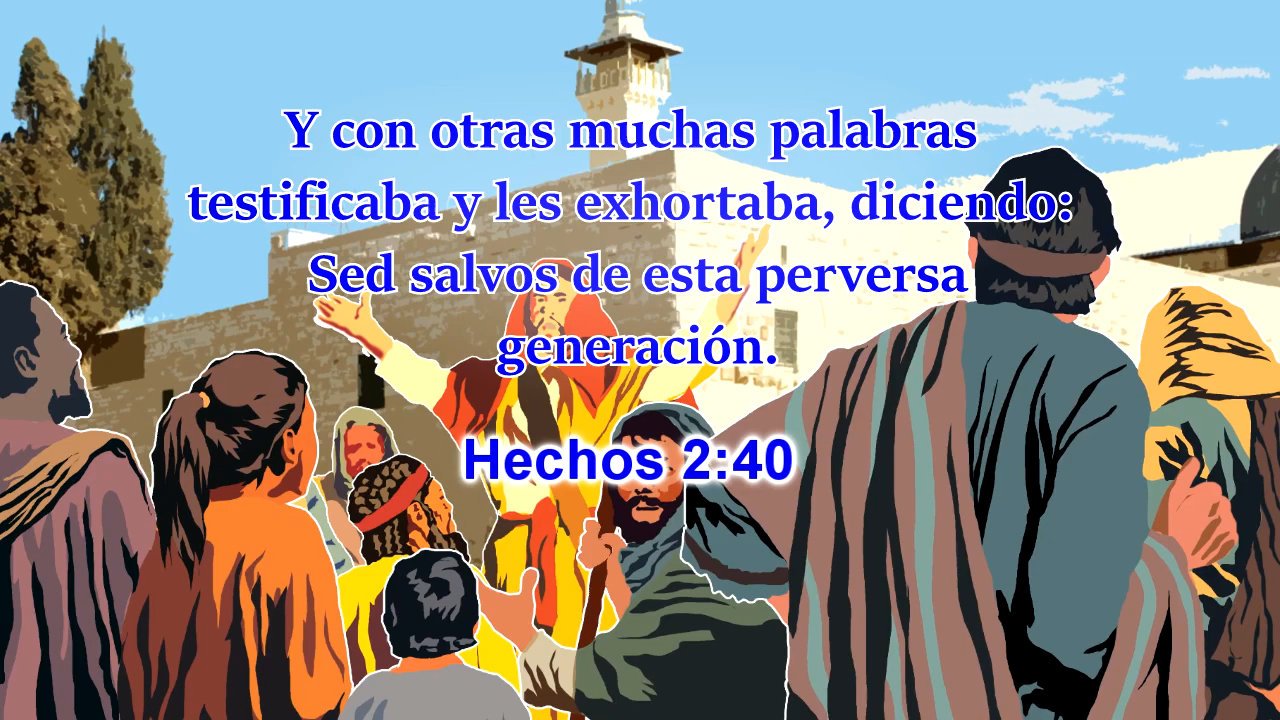 Y con otras muchas palabras
testificaba y les exhortaba, diciendo:
Sed salvos de esta perversa
generación.
Hechos 2:40